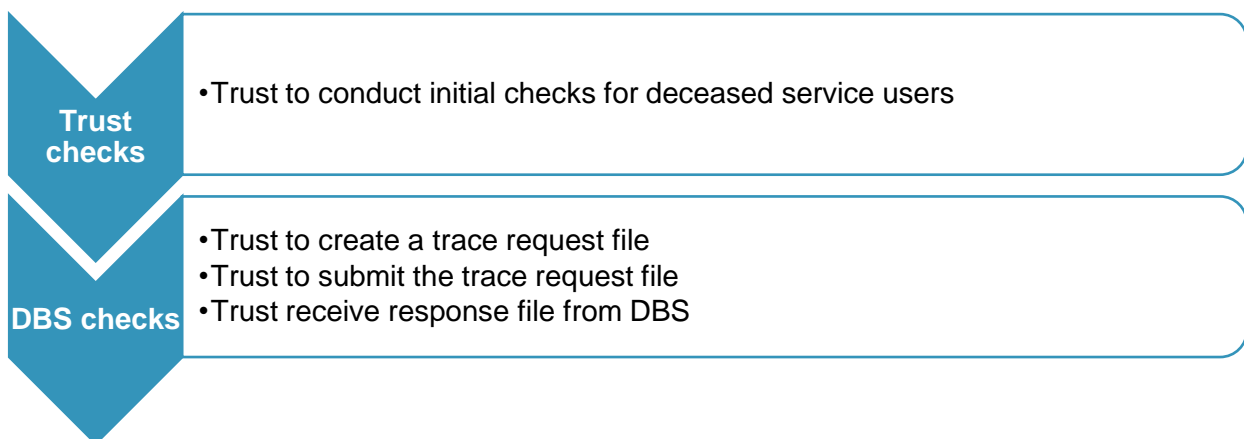 Trust
checks
•Trust to conduct initial checks for deceased service users
DBS checks
•Trust to create a trace request file
•Trust to submit the trace request file
•Trust receive response file from DBS